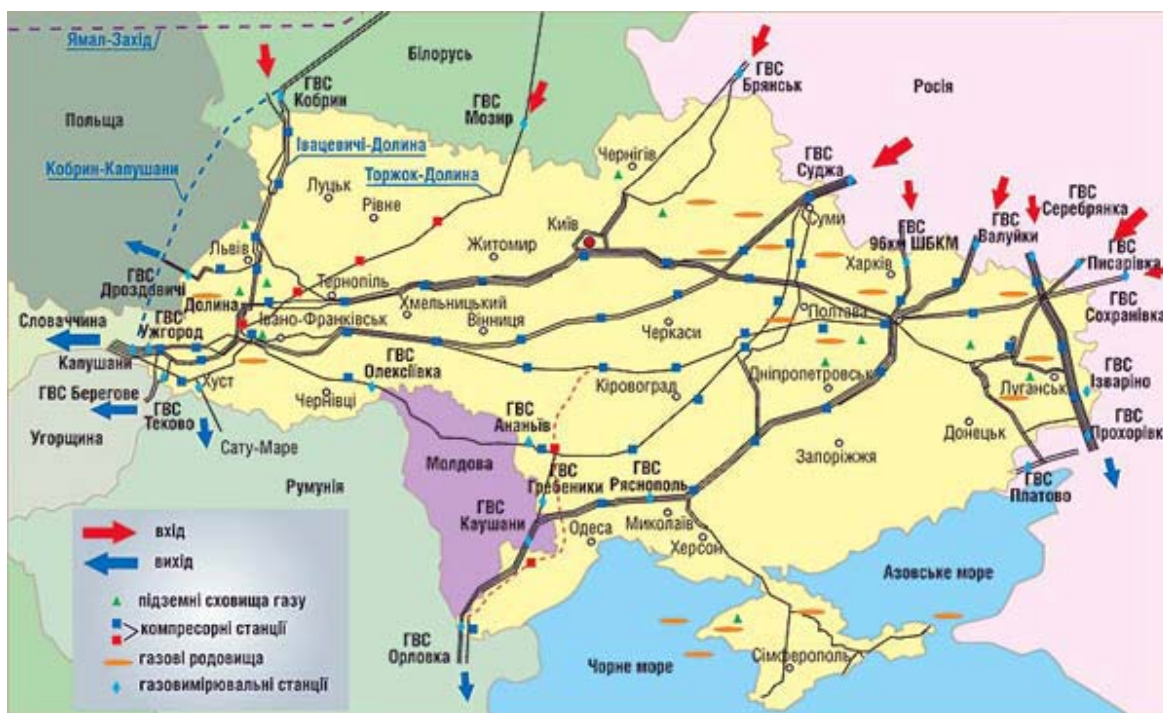 Ямал-Захід
Білорусь
ГВС
Кобрин
ГВС
Мозир
ГВС
Брянськ
Росія
Польща
Івацевичі-Долина
Кобрин-Капушани
Торжок-Долина
Чернігів
ГВС
Суджа
Луцьк
Рівне
Київ
Суми
ГВС
96км ШБКМ
ГВС
Валуйки
ГВС
Серебрянка
ГВС
Писарівка
ГВС
Сохранівка
Львів
Житомир
Харків
ГВС
Дроздавичі
Тернопіль
Долина
Хмельницький
Полтава
Словаччина
ГВС
Ужгород
Івано-Франківськ
Вінниця
Черкаси
Капушани
ГВС
Олексіївка
Хуст
Чернівці
Кіровоград
Дніпропетровськ
Луганськ
ГВС
Ізваріно
ГВС Берегове
ГВС
Теково
Угорщина
Сату-Маре
ГВС
Ананьїв
Донецьк
ГВС
Прохорівк
Молдова
Запоріжжя
ГВС
Платово
Румунія
ГВС
Гребеники
ГВС
Ряснополь
ГВС
Каушани
Одеса
Миколаїв
Херсон
Азовське море
ГВС
Орловка
Чорне море
Сімферополь
вхід
вихід
підземні сховища газу
компресорні станції
газові родовища
газовимірювальні станції